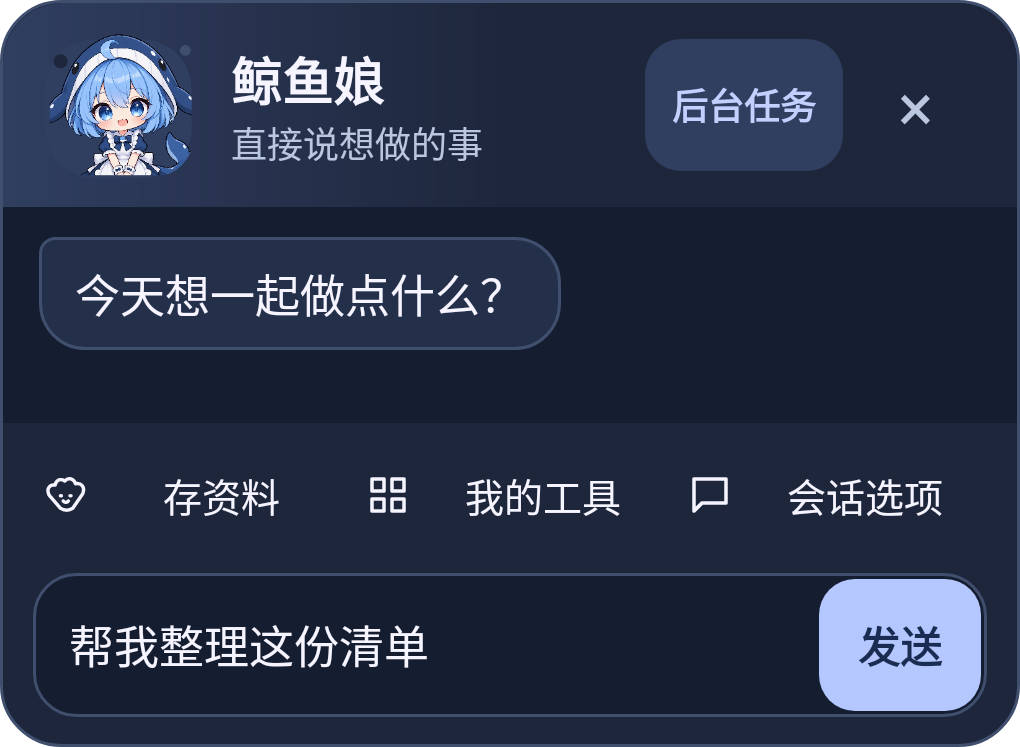 鲸鱼娘
直接说想做的事
后台任务
今天想一起做点什么？
存资料
我的工具
会话选项
帮我整理这份清单
发送